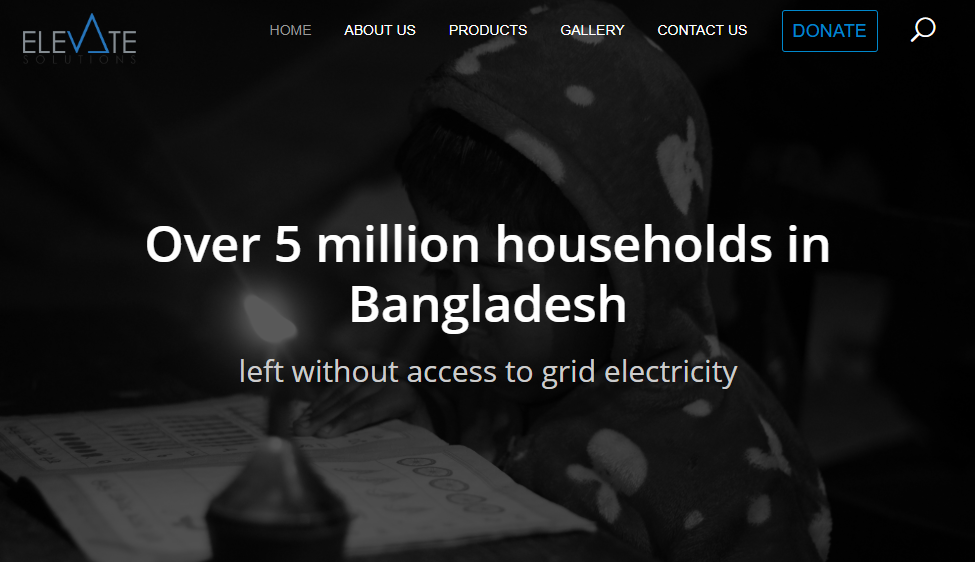 ELEVATE
SOLUTIONS
HOME ABOUT US PRODUCTS GALLERY CONTACT US DONATE
Over 5 million households in
Bangladesh
left without access to grid electricity